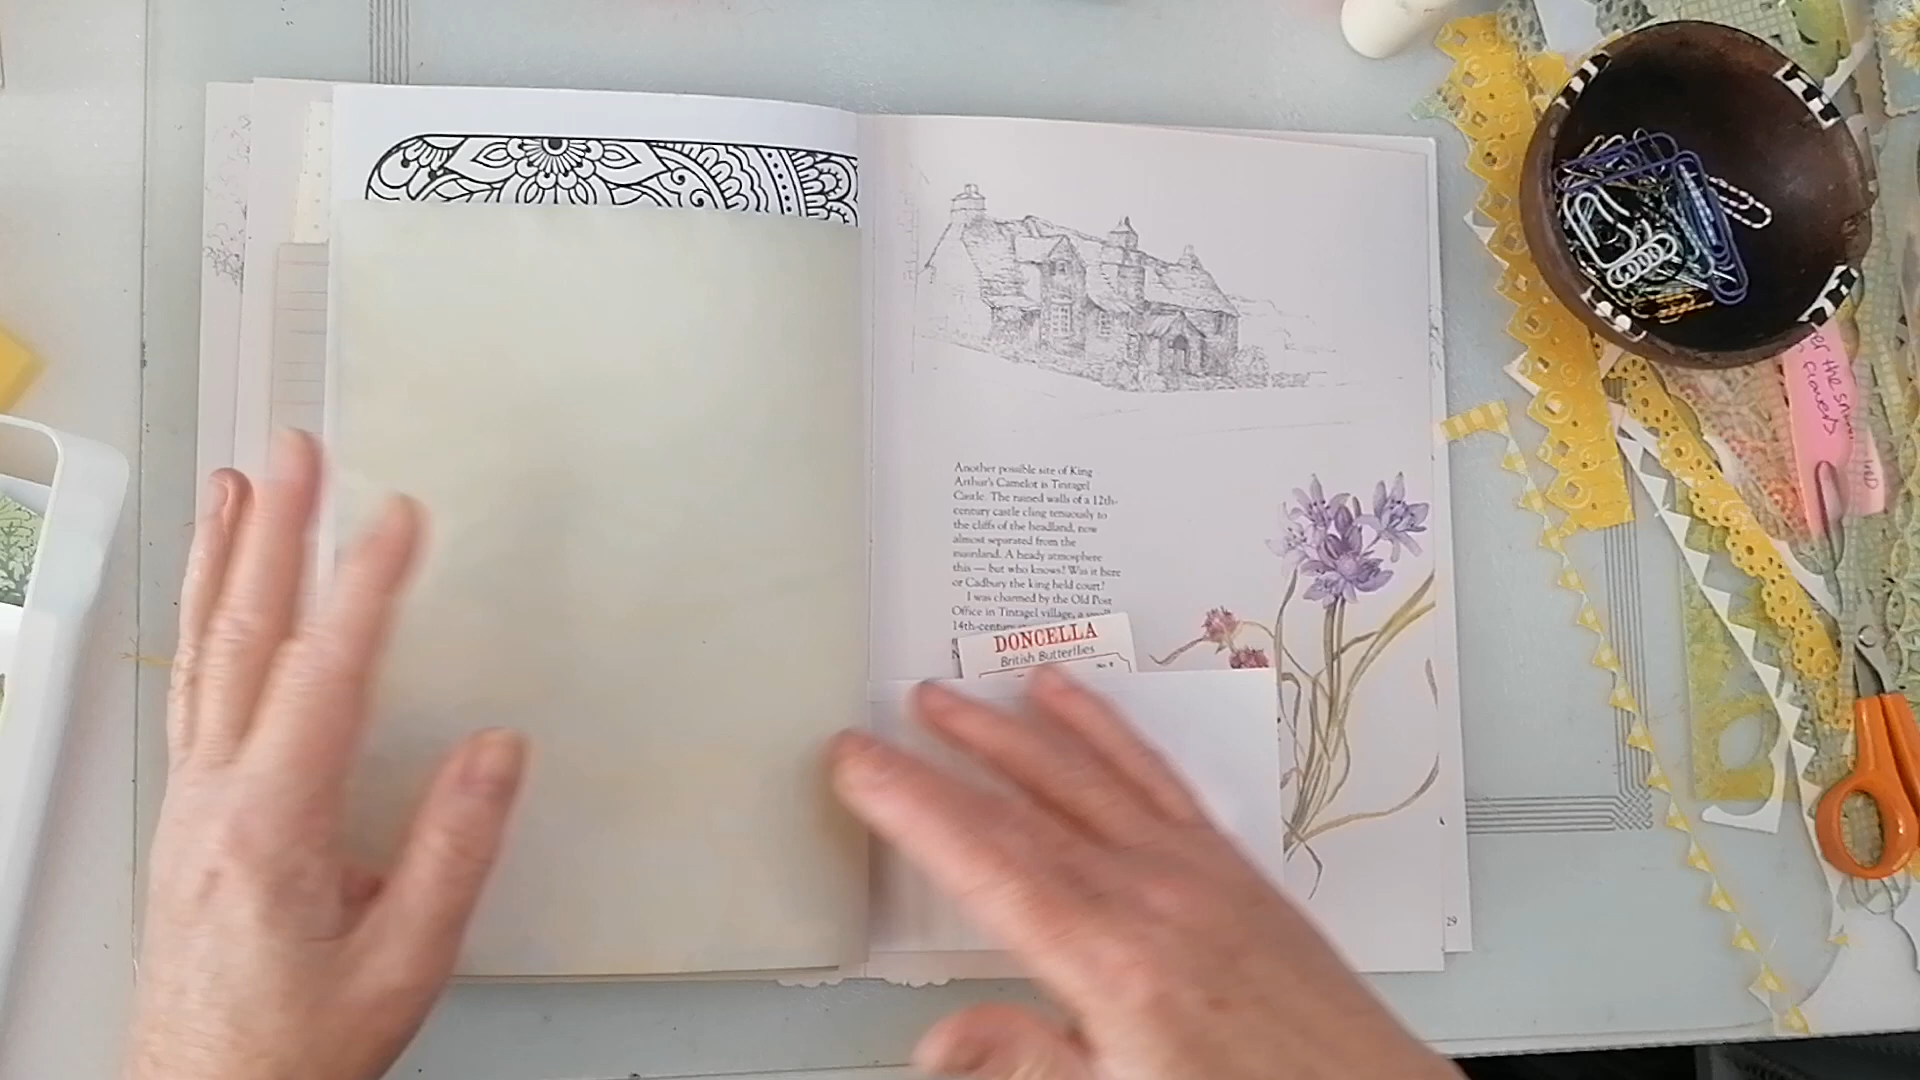 Another possible site of King
Arthur's Camelot is Tintagel
Castle. The ruined walls of a 12th-
century castle cling tenuously to
the cliffs of the headland, now
almost separated from the
mainland. A heady atmosphere
this — but who knows? Was it here
or Cadbury the king held court?
I was charmed by the Old Post
Office in Tintagel village, a small
14th-century
DONCELLA
British Butterflies
No. 8
29
er the
flowers